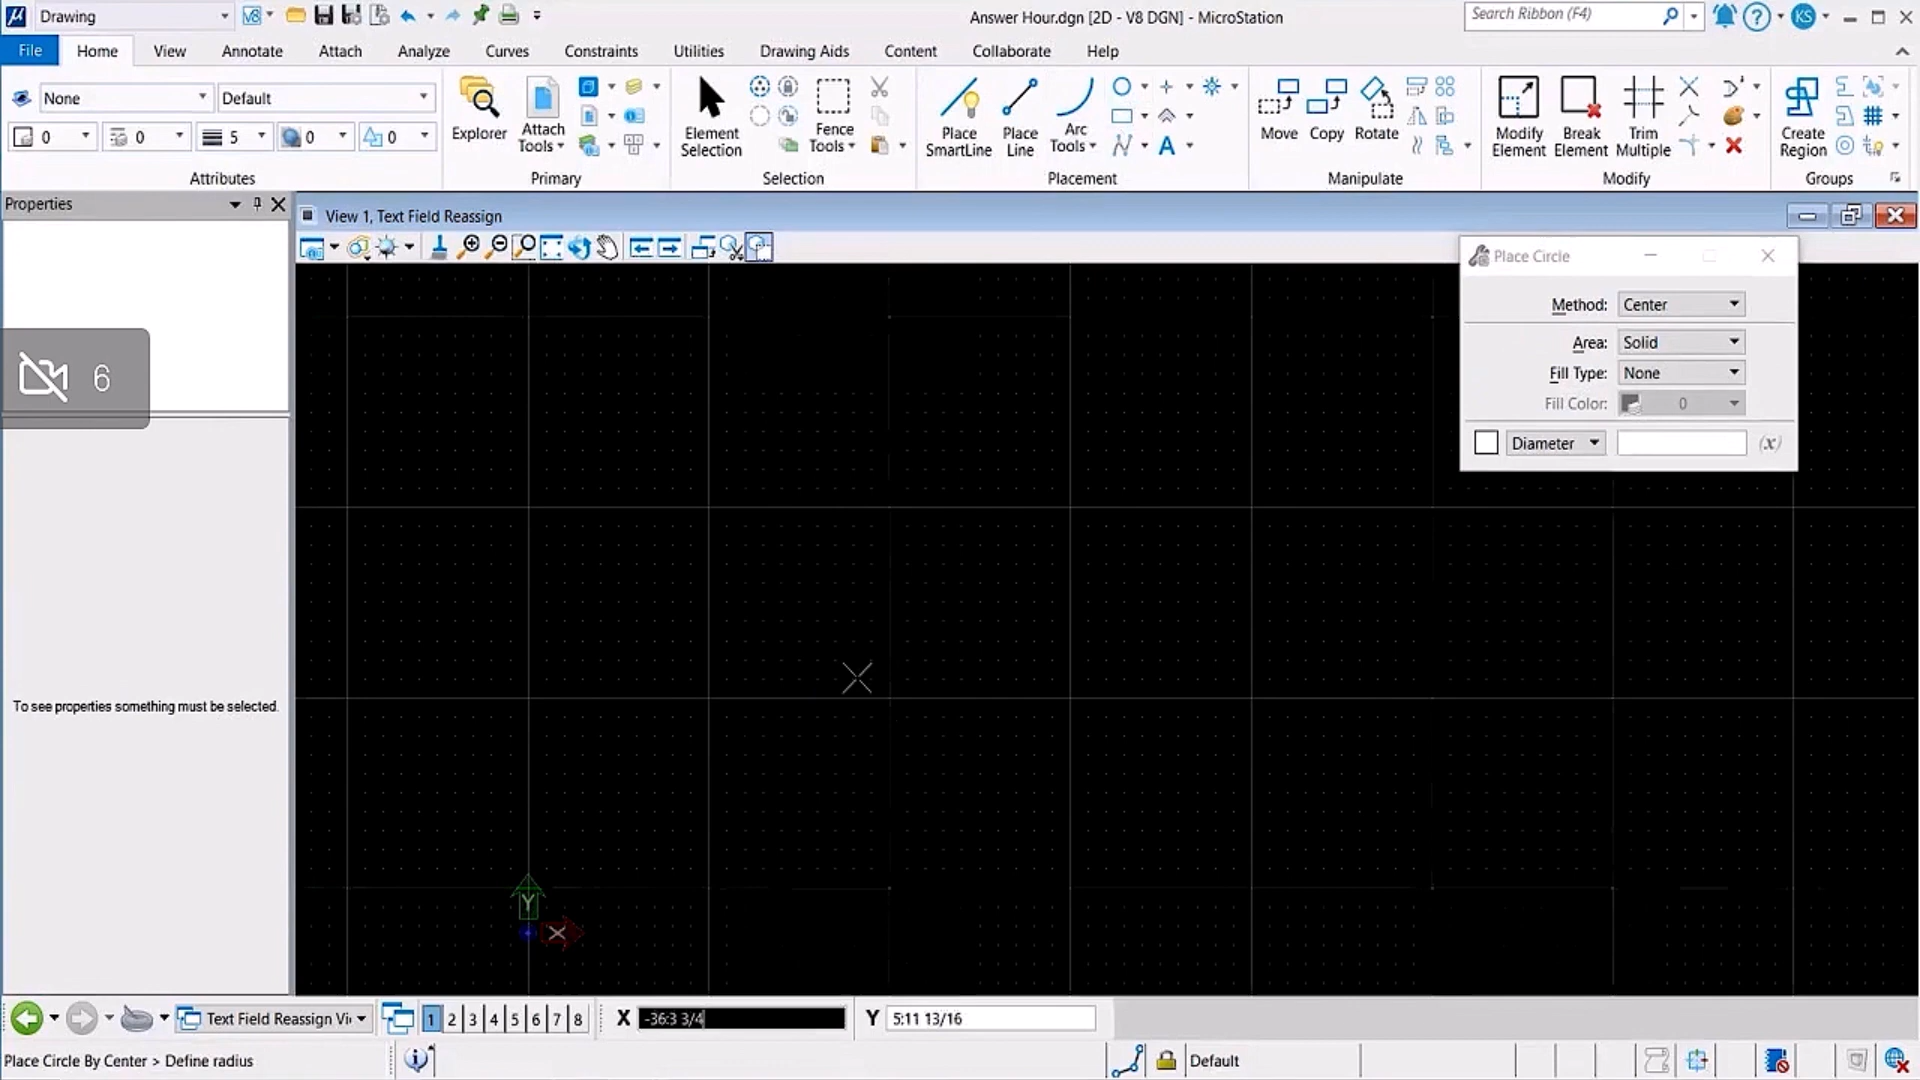 Drawing
Answer Hour.dgn [2D - V8 DGN] - MicroStation
Search Ribbon (F4)
KS
File
Home
View
Annotate
Attach
Analyze
Curves
Constraints
Utilities
Drawing Aids
Content
Collaborate
Help
None
Default
0
0
5
0
0
Attributes
Explorer
Attach Tools
Primary
Element Selection
Fence Tools
Selection
Place SmartLine
Place Line
Arc Tools
Placement
Move
Copy
Rotate
Manipulate
Modify Element
Break Element
Trim Multiple
Modify
Create Region
Groups
Properties
View 1, Text Field Reassign
6
To see properties something must be selected.
Place Circle
Method: Center
Area: Solid
Fill Type: None
Fill Color: 0
Diameter
(x)
Y
X
Text Field Reassign Vi
1 2 3 4 5 6 7 8
X -36:3 3/4
Y 5:11 13/16
Place Circle By Center > Define radius
Default